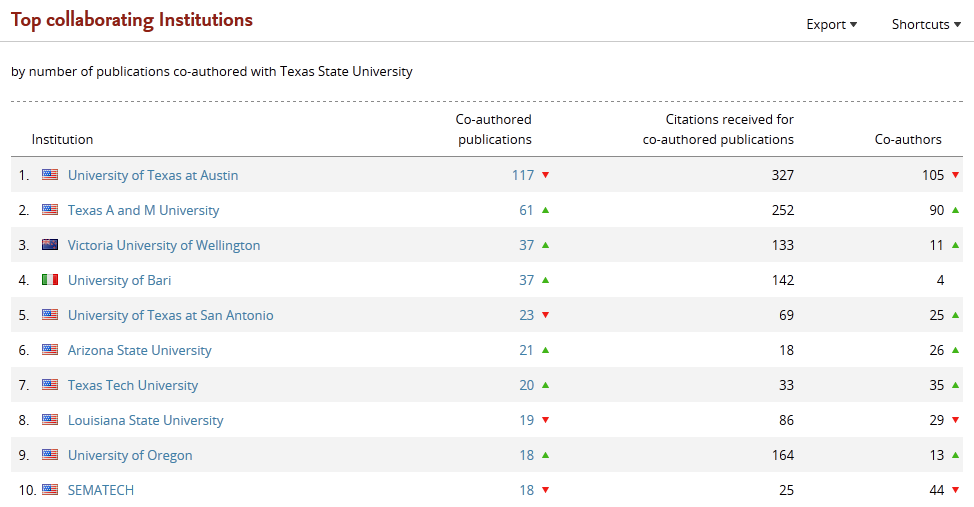 Top collaborating Institutions
Export ▼ Shortcuts ▼
by number of publications co-authored with Texas State University
Institution Co-authored publications Citations received for co-authored publications Co-authors
1. University of Texas at Austin 117 ▼ 327 105 ▼
2. Texas A and M University 61 ▲ 252 90 ▲
3. Victoria University of Wellington 37 ▲ 133 11 ▲
4. University of Bari 37 ▲ 142 4
5. University of Texas at San Antonio 23 ▼ 69 25 ▲
6. Arizona State University 21 ▲ 18 26 ▲
7. Texas Tech University 20 ▲ 33 35 ▲
8. Louisiana State University 19 ▼ 86 29 ▼
9. University of Oregon 18 ▲ 164 13 ▲
10. SEMATECH 18 ▼ 25 44 ▼